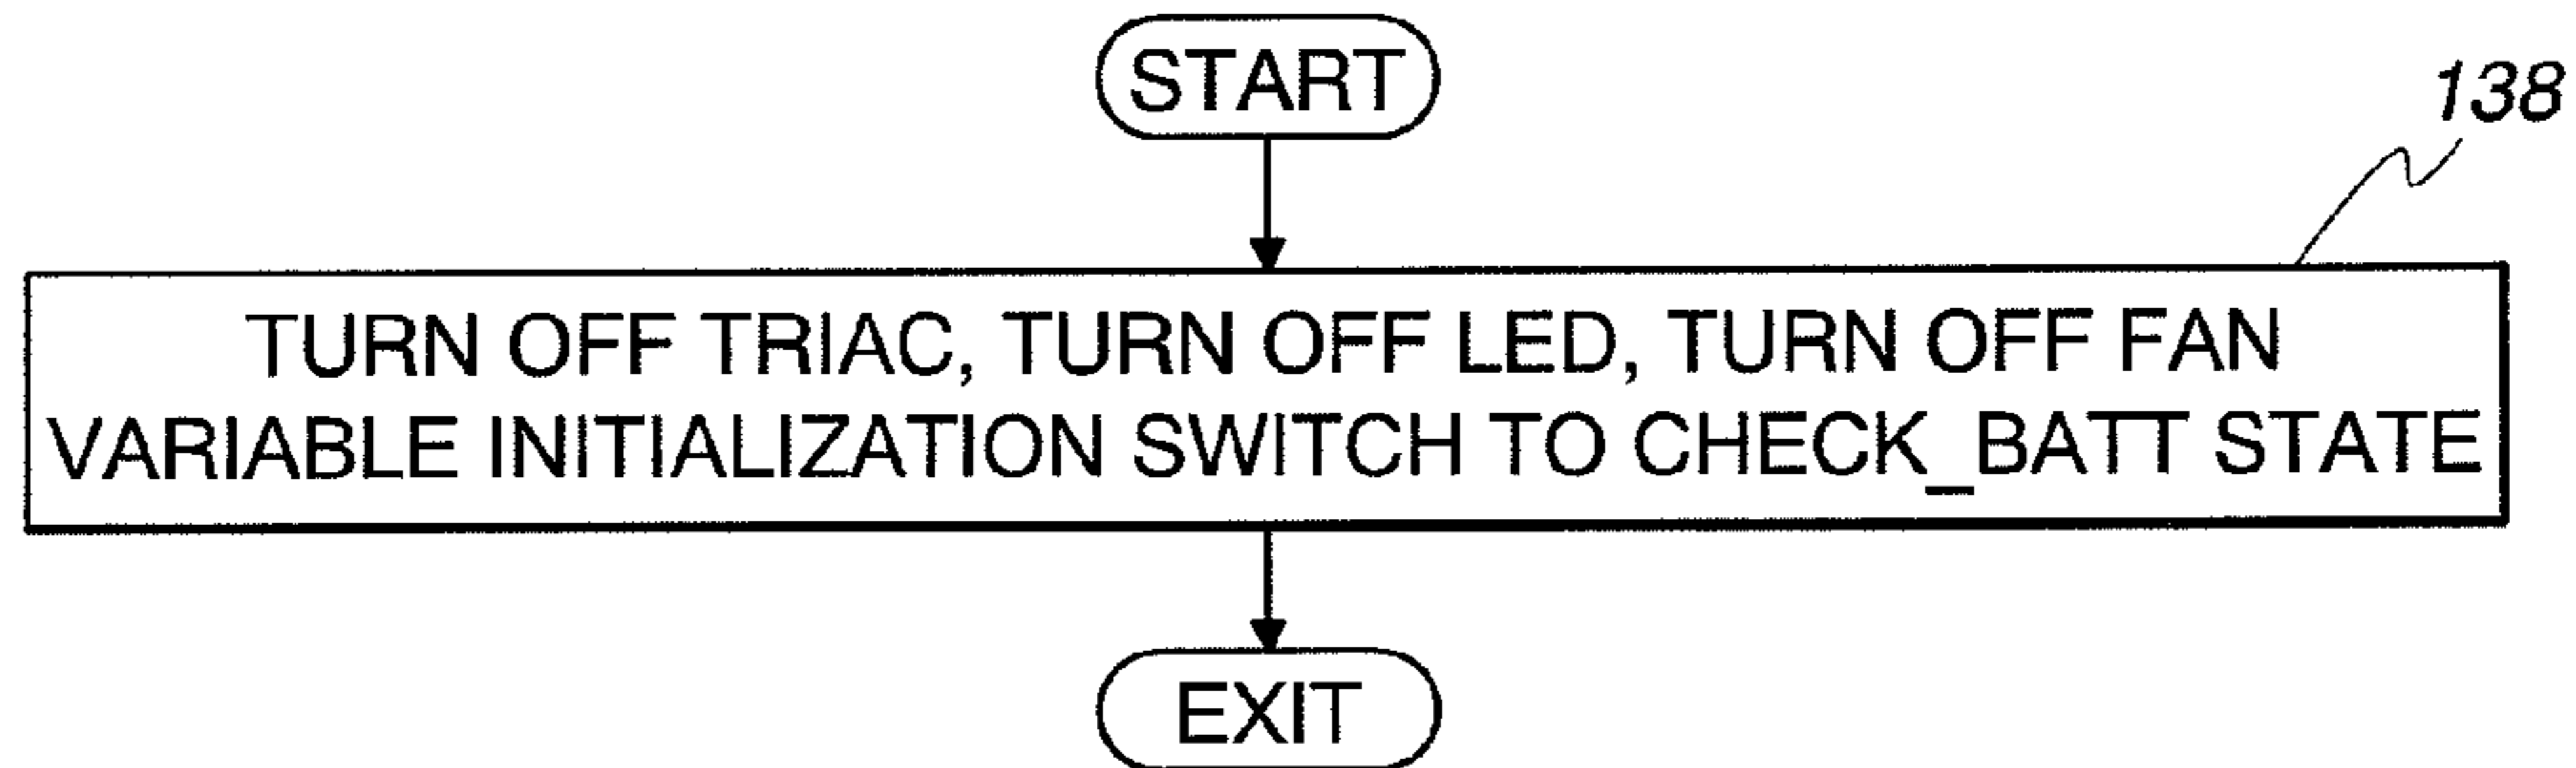 START
138
TURN OFF TRIAC, TURN OFF LED, TURN OFF FAN
VARIABLE INITIALIZATION SWITCH TO CHECK_BATT STATE
EXIT